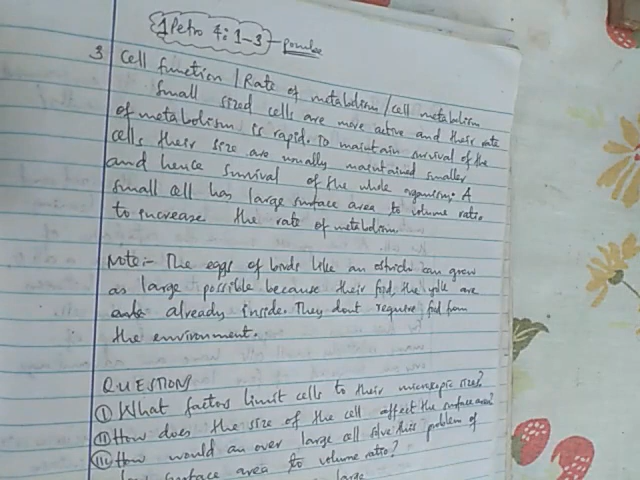 1 Petro 4: 1-3 -
3 Cell function / Rate of metabolism / cell metabolism
Small sized cells are more active and their rate
of metabolism is rapid. To maintain survival of the
cells their size are usually maintained smaller
and hence survival of the whole organism. A
small cell has large surface area to volume ratio
to increase the rate of metabolism
Note:- The eggs of birds like an ostrich can grow
as large possible because their food, the yolk are
already inside. They dont require food from
the environment.
QUESTIONS
(i) What factors limit cells to their microscopic sizes?
(ii) How does the size of the cell affect the surface area?
(iii) How would an over large cell solve this problem of
surface area to volume ratio?
large